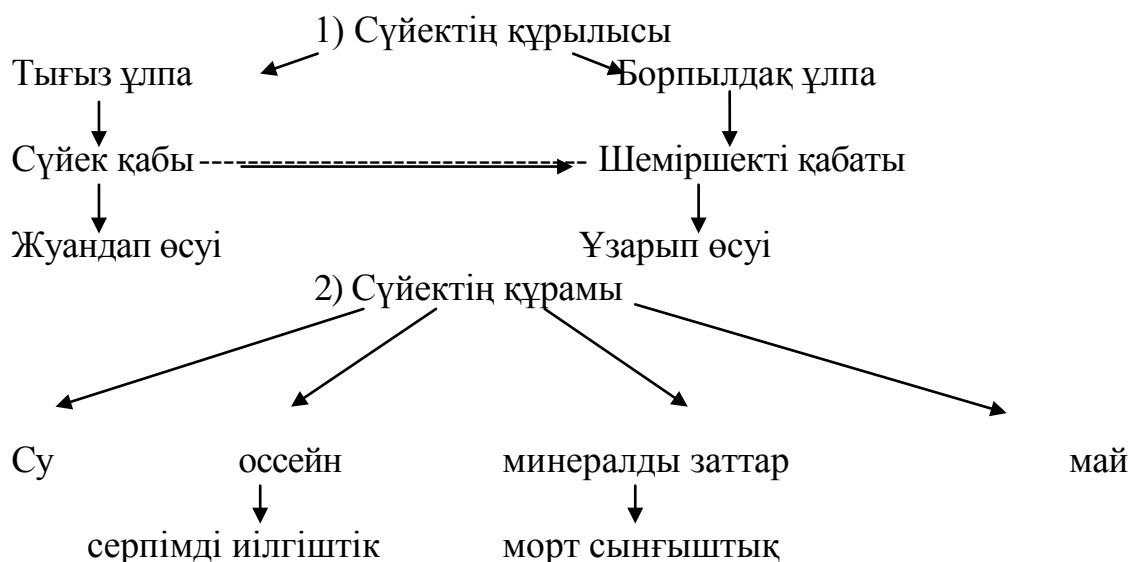 1) Сүйектің құрылысы
Тығыз ұлпа Борпылдақ ұлпа
Сүйек қабы Шеміршекті қабаты
Жуандап өсуі Ұзарып өсуі
2) Сүйектің құрамы
Су оссейн минералды заттар май
серпімді иілгіштік морт сынғыштық